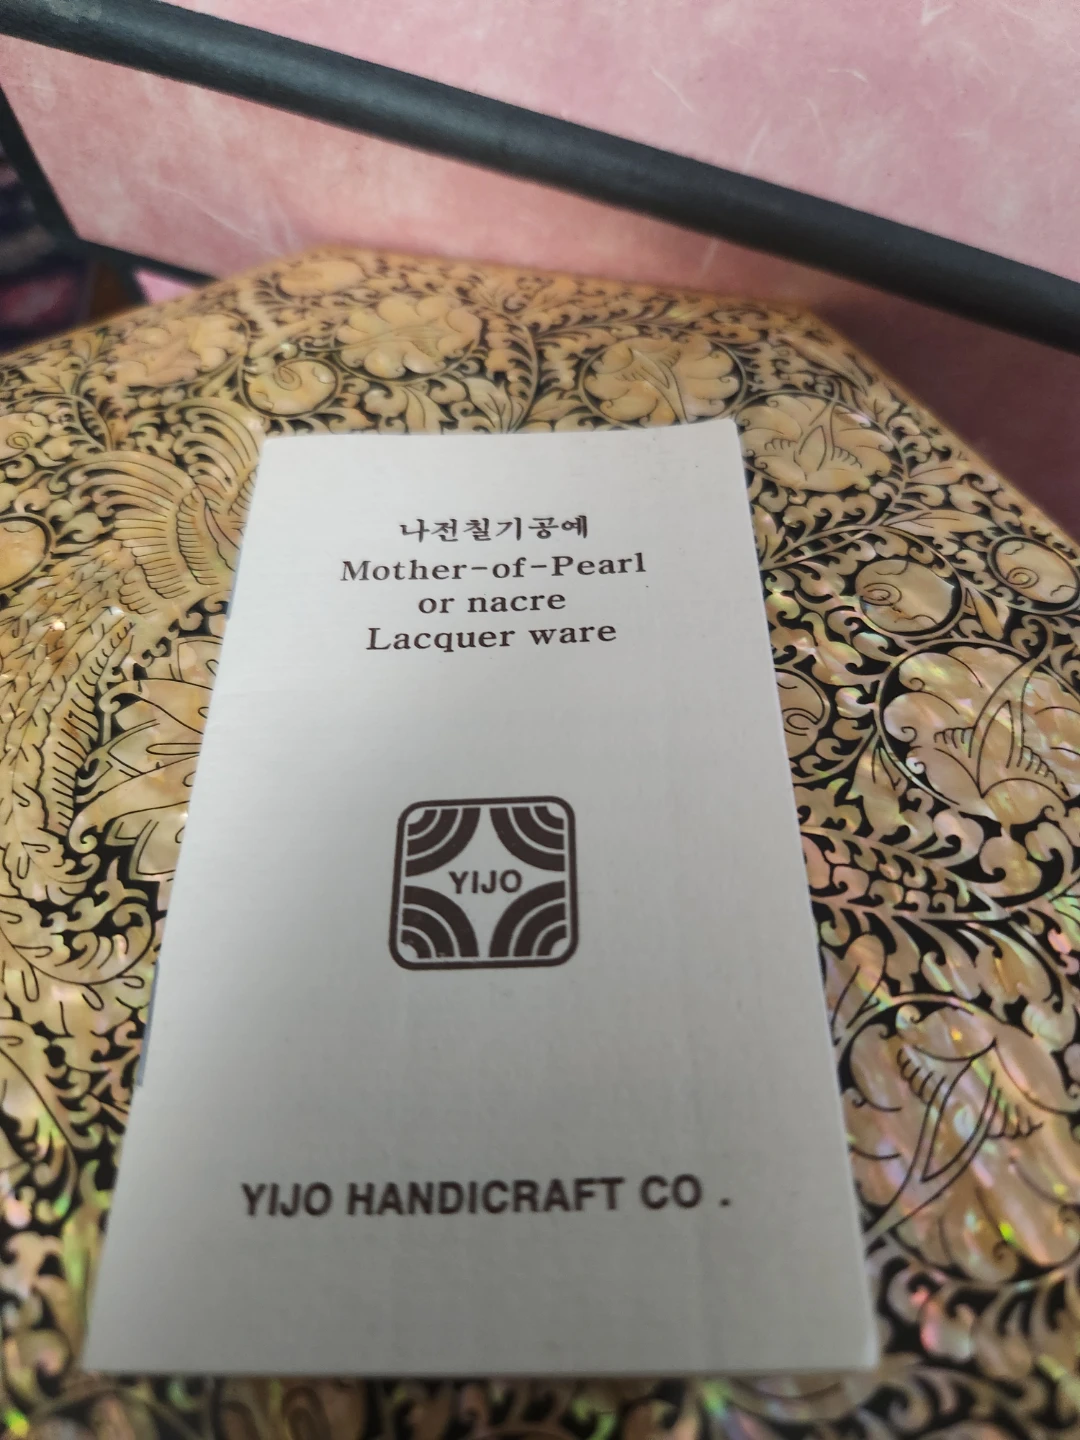 나전칠기공예
Mother-of-Pearl
or nacre
Lacquer ware
YIJO
YIJO HANDICRAFT CO .